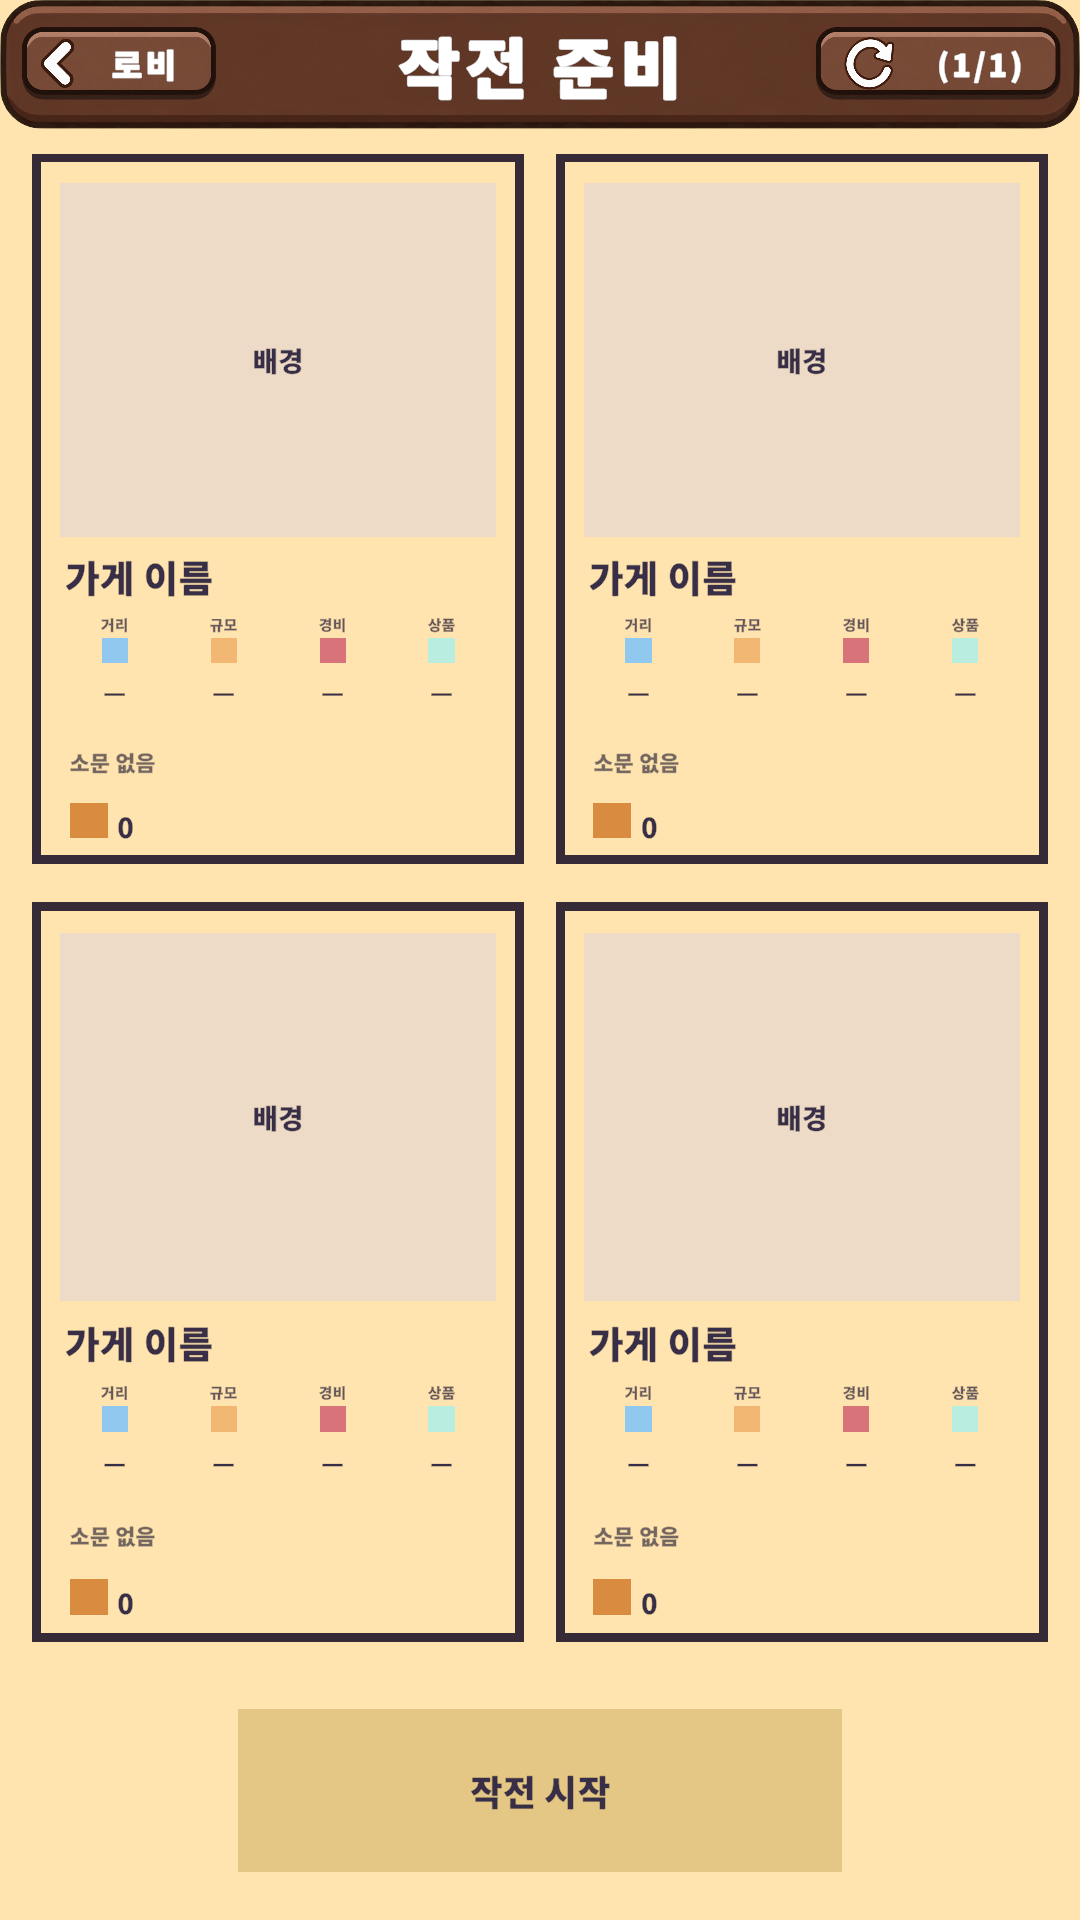 로비
작전 준비
(1/1)
배경
배경
가게 이름
가게 이름
거리 규모 경비 상품
거리 규모 경비 상품
— — — —
— — — —
소문 없음
소문 없음
0
0
배경
배경
가게 이름
가게 이름
거리 규모 경비 상품
거리 규모 경비 상품
— — — —
— — — —
소문 없음
소문 없음
0
0
작전 시작